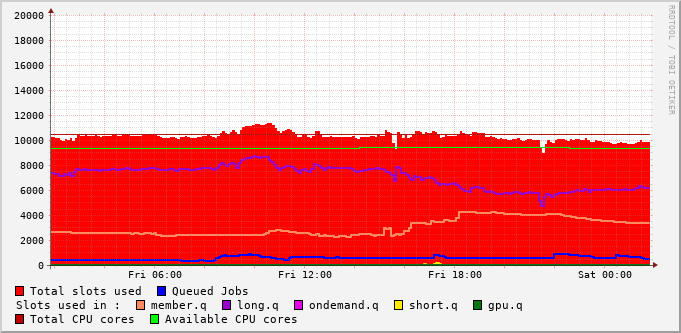 20000
18000
16000
14000
12000
10000
8000
6000
4000
2000
0
Fri 06:00 Fri 12:00 Fri 18:00 Sat 00:00
RRDTOOL / TOBI OETIKER
Total slots used Queued Jobs
Slots used in : member.q long.q ondemand.q short.q gpu.q
Total CPU cores Available CPU cores